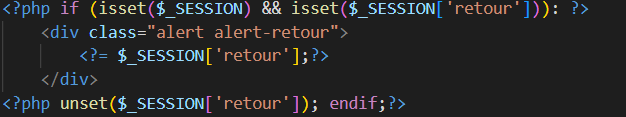 <?php if (isset($_SESSION) && isset($_SESSION['retour'])): ?>
    <div class="alert alert-retour">
        <?= $_SESSION['retour'];?>
    </div>
<?php unset($_SESSION['retour']); endif;?>